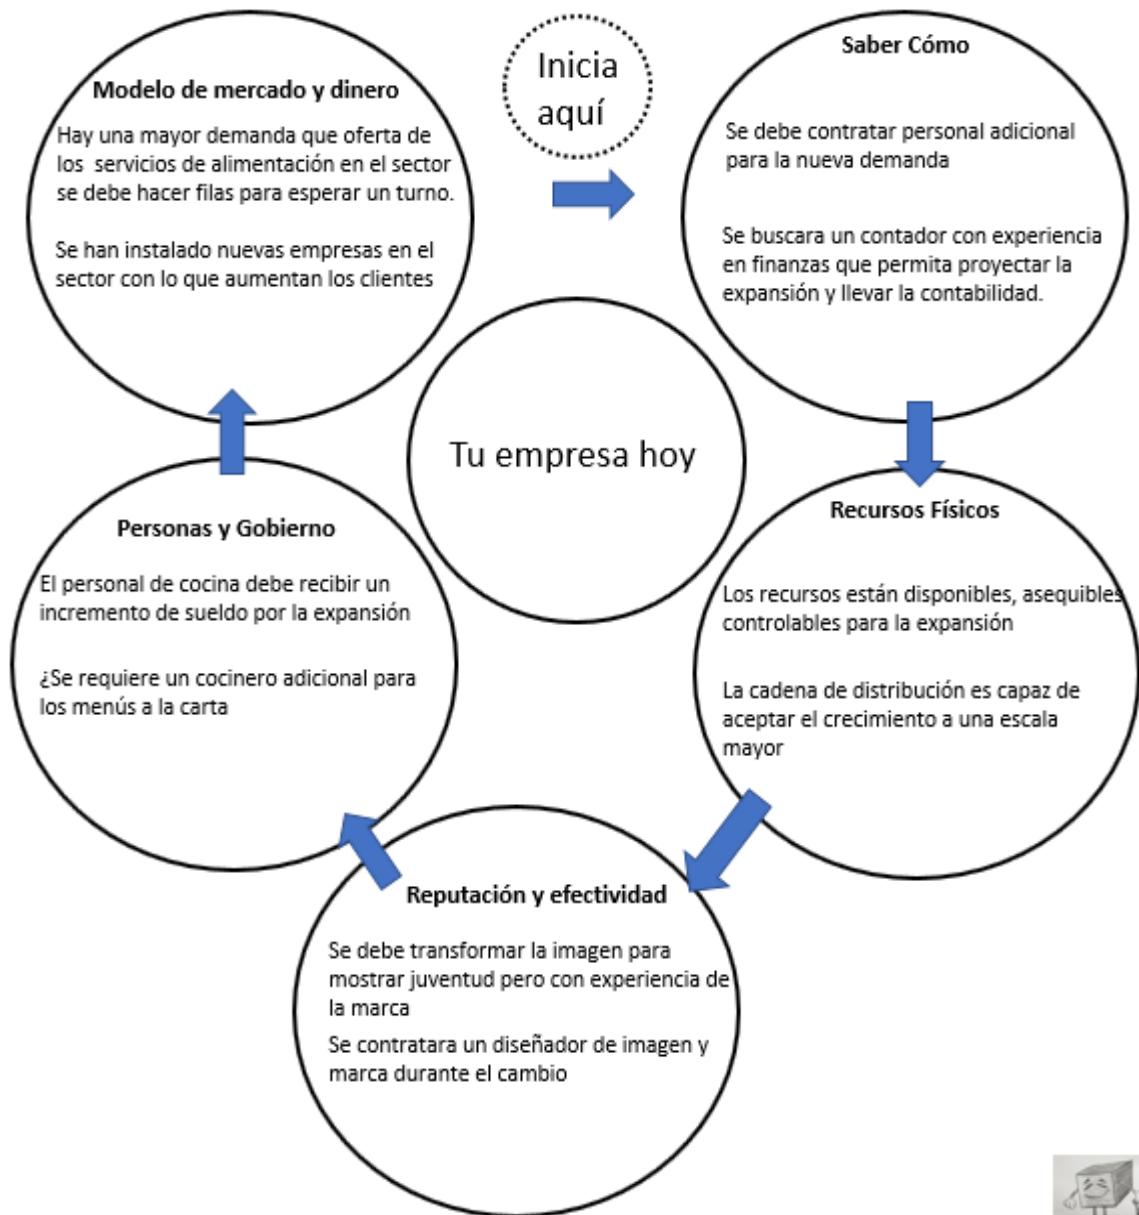 Inicia
aquí
Saber Cómo
Se debe contratar personal adicional
para la nueva demanda
Se buscara un contador con experiencia
en finanzas que permita proyectar la
expansión y llevar la contabilidad.
Recursos Físicos
Los recursos están disponibles, asequibles
controlables para la expansión
La cadena de distribución es capaz de
aceptar el crecimiento a una escala
mayor
Reputación y efectividad
Se debe transformar la imagen para
mostrar juventud pero con experiencia de
la marca
Se contratara un diseñador de imagen y
marca durante el cambio
Personas y Gobierno
El personal de cocina debe recibir un
incremento de sueldo por la expansión
¿Se requiere un cocinero adicional para
los menús a la carta
Modelo de mercado y dinero
Hay una mayor demanda que oferta de
los servicios de alimentación en el sector
se debe hacer filas para esperar un turno.
Se han instalado nuevas empresas en el
sector con lo que aumentan los clientes
Tu empresa hoy